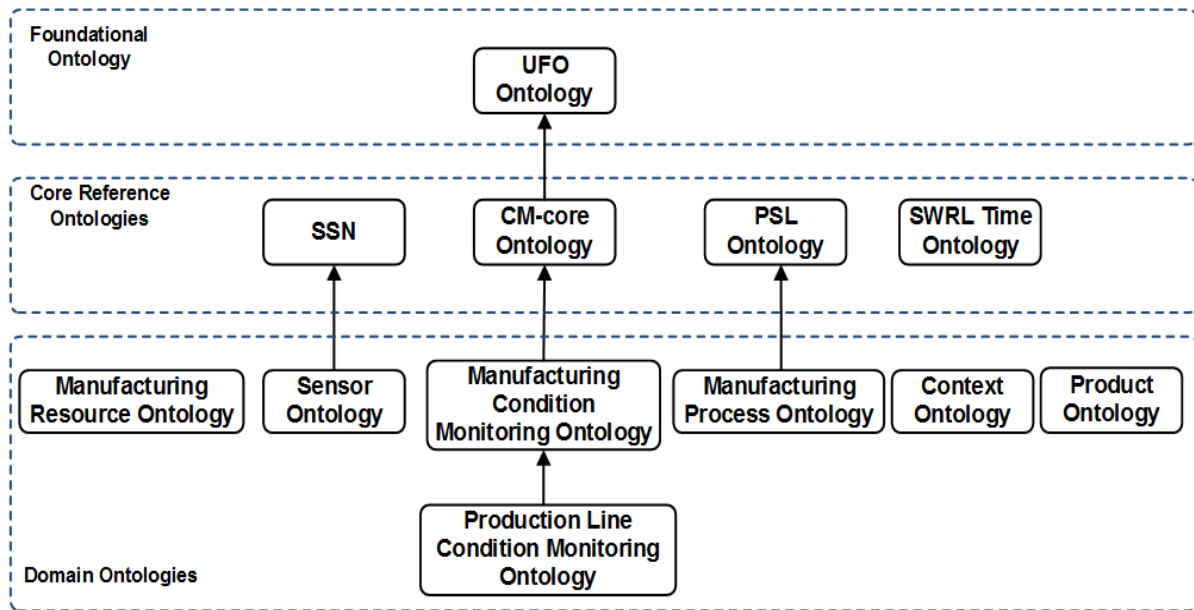 Foundational
Ontology
UFO
Ontology
Core Reference
Ontologies
SSN
CM-core
Ontology
PSL
Ontology
SWRL Time
Ontology
Manufacturing
Resource Ontology
Sensor
Ontology
Manufacturing
Condition
Monitoring Ontology
Manufacturing
Process Ontology
Context
Ontology
Product
Ontology
Production Line
Condition Monitoring
Ontology
Domain Ontologies